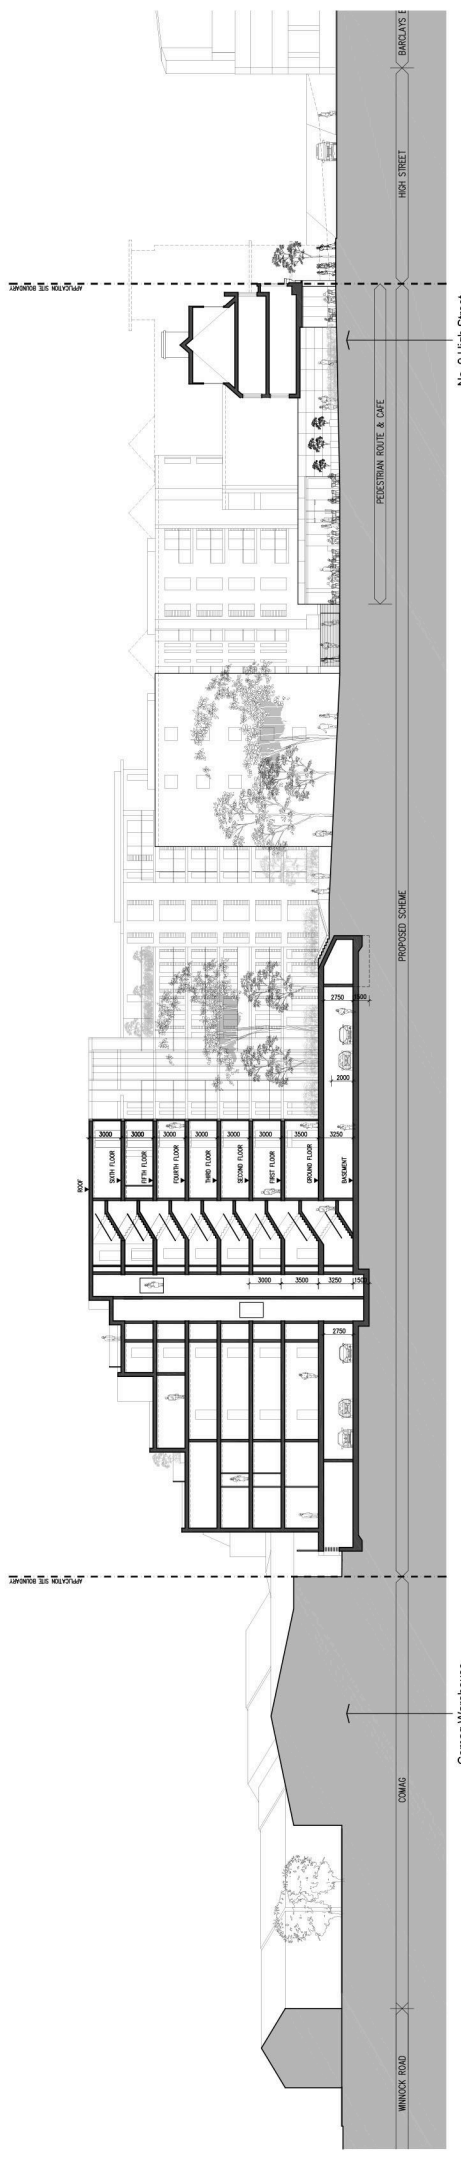 BARCLAYS B
HIGH STREET
APPLICATION SITE BOUNDARY
PEDESTRIAN ROUTE & CAFE
PROPOSED SCHEME
2750
1500
2000
3000
3000
3000
3000
3000
3000
3500
3250
ROOF
SIXTH FLOOR
FIFTH FLOOR
FOURTH FLOOR
THIRD FLOOR
SECOND FLOOR
FIRST FLOOR
GROUND FLOOR
BASEMENT
3000
3500
3250
1500
2750
APPLICATION SITE BOUNDARY
COMAG
WINNOCK ROAD